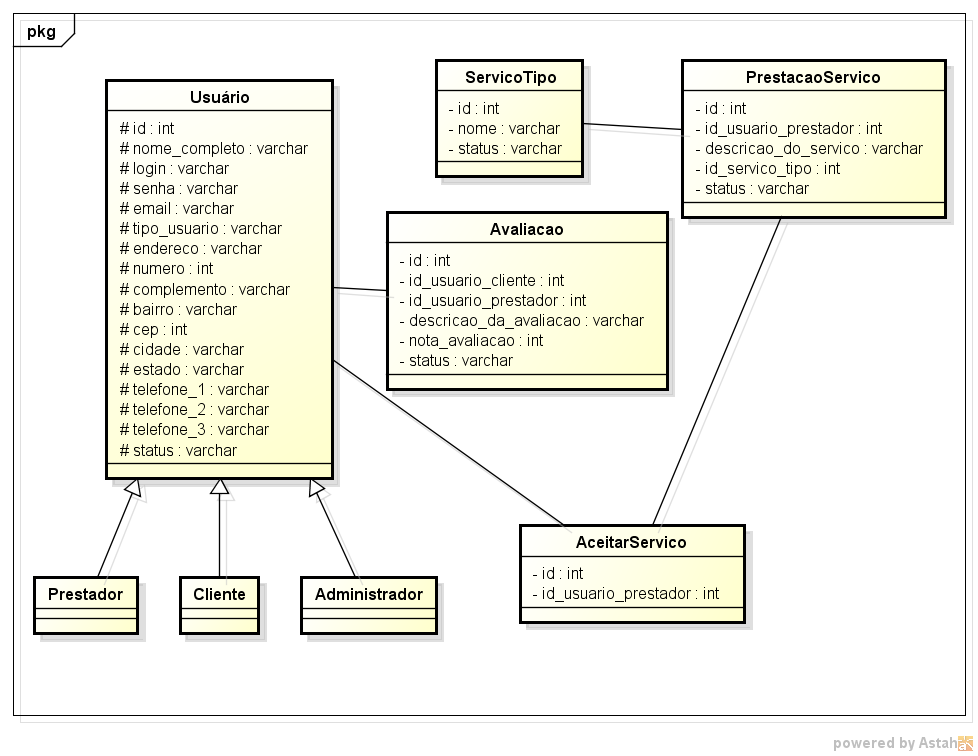 pkg
Usuário
# id : int
# nome_completo : varchar
# login : varchar
# senha : varchar
# email : varchar
# tipo_usuario : varchar
# endereco : varchar
# numero : int
# complemento : varchar
# bairro : varchar
# cep : int
# cidade : varchar
# estado : varchar
# telefone_1 : varchar
# telefone_2 : varchar
# telefone_3 : varchar
# status : varchar
ServicoTipo
- id : int
- nome : varchar
- status : varchar
PrestacaoServico
- id : int
- id_usuario_prestador : int
- descricao_do_servico : varchar
- id_servico_tipo : int
- status : varchar
Avaliacao
- id : int
- id_usuario_cliente : int
- id_usuario_prestador : int
- descricao_da_avaliacao : varchar
- nota_avaliacao : int
- status : varchar
AceitarServico
- id : int
- id_usuario_prestador : int
Prestador
Cliente
Administrador
powered by Astah